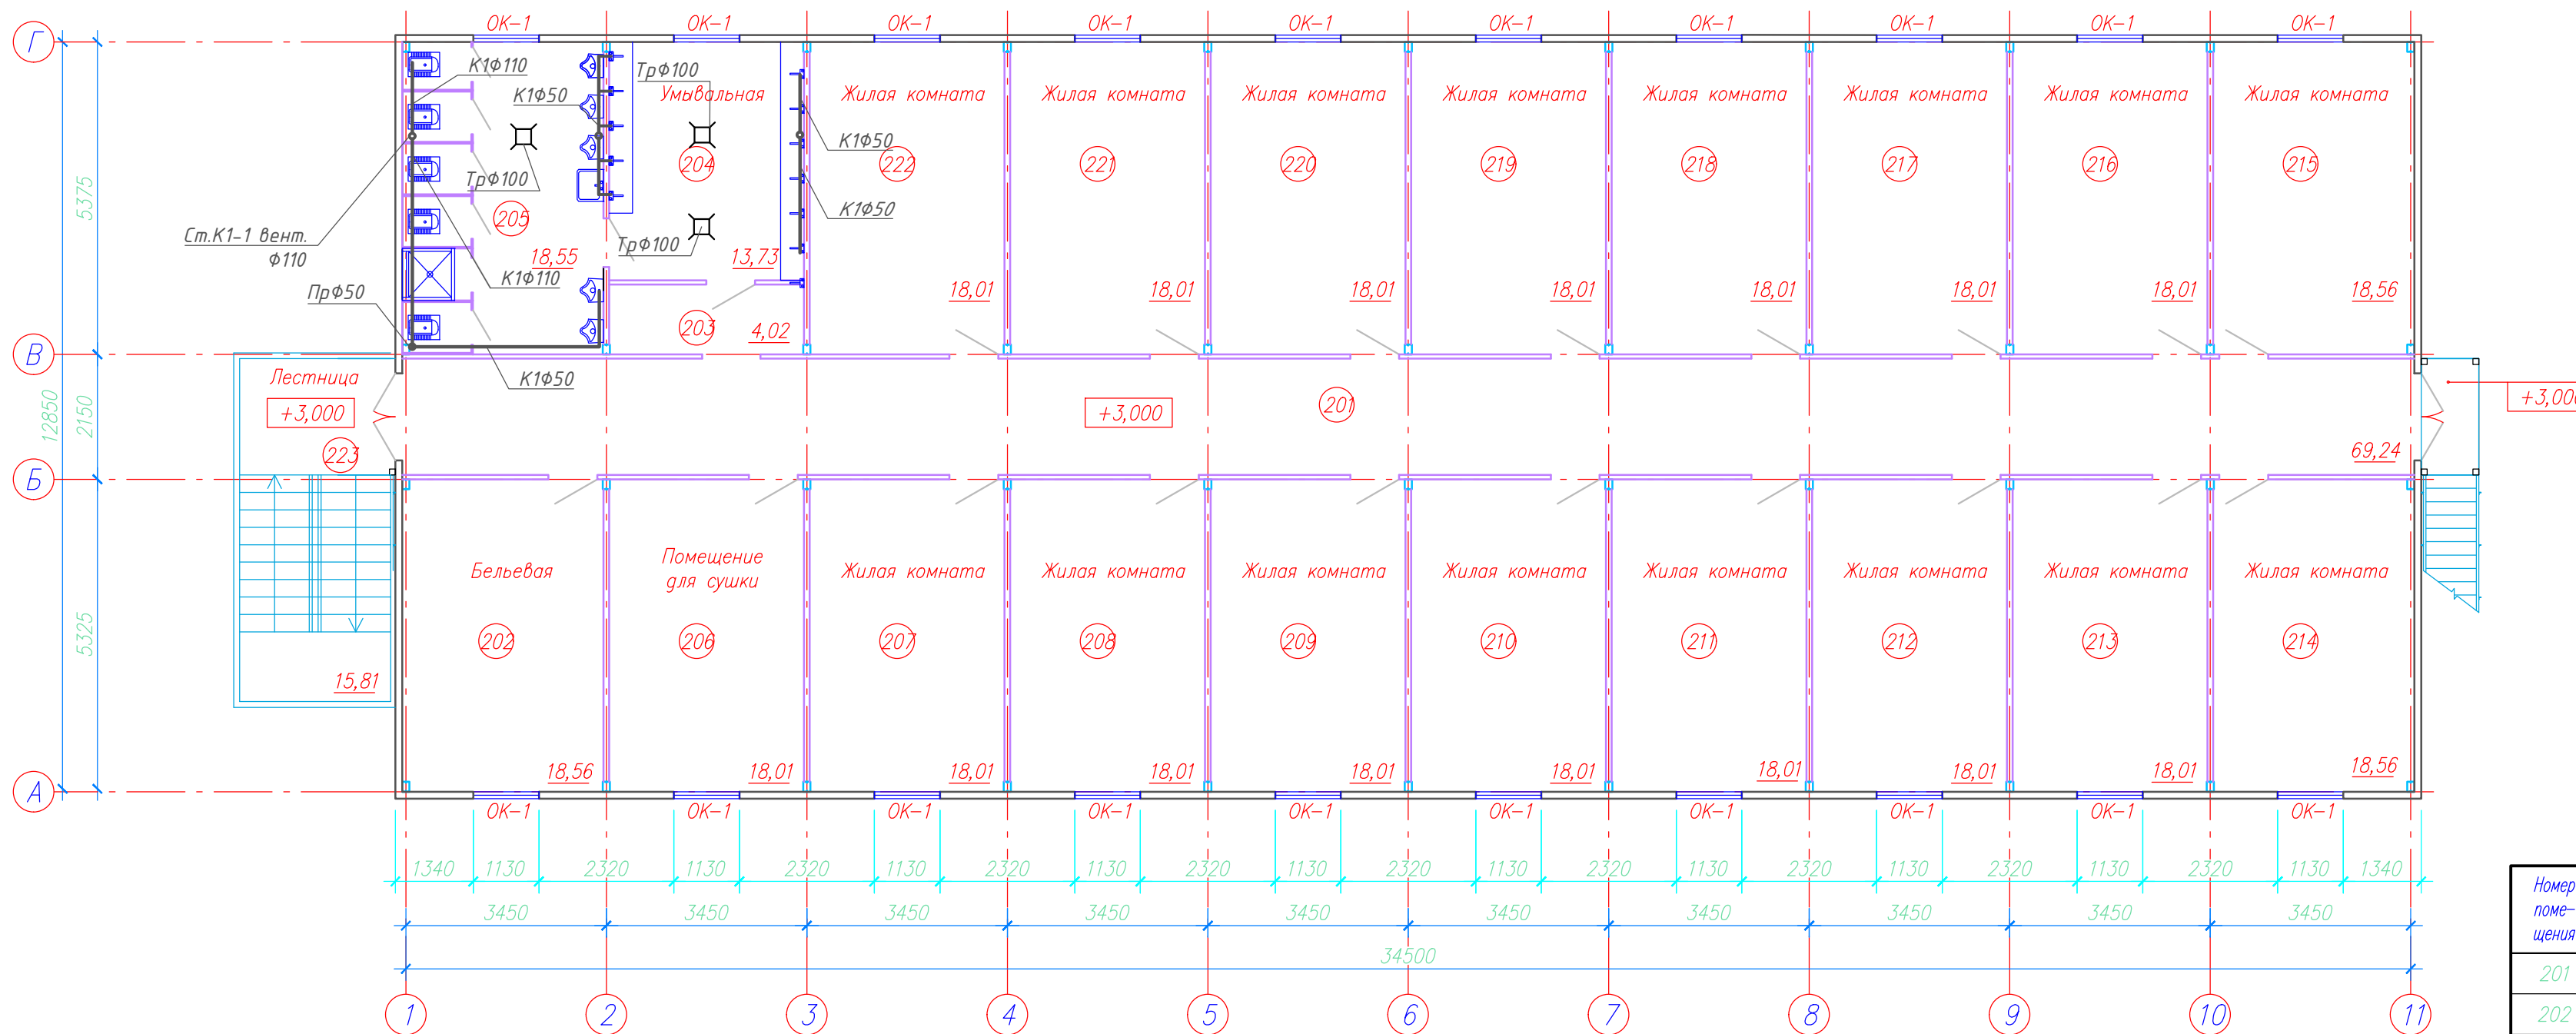 ОК-1 ОК-1 ОК-1 ОК-1 ОК-1 ОК-1 ОК-1 ОК-1 ОК-1 ОК-1
Г
К1Ф110
ТрФ100
К1Ф50
Умывальная
Жилая комната Жилая комната Жилая комната Жилая комната Жилая комната Жилая комната Жилая комната Жилая комната
К1Ф50
204 222 221 220 219 218 217 216 215
ТрФ100
5375
205
К1Ф50
Ст.К1-1 вент.
Ф110
ТрФ100
18,55 13,73
К1Ф110
ПрФ50
18,01 18,01 18,01 18,01 18,01 18,01 18,01 18,56
203 4,02
В
Лестница
К1Ф50
+3,000 +3,000 201 +3,00
12850 2150
223
69,24
Б
Бельевая
Помещение
для сушки
Жилая комната Жилая комната Жилая комната Жилая комната Жилая комната Жилая комната Жилая комната Жилая комната
5325
202 206 207 208 209 210 211 212 213 214
15,81
18,56 18,01 18,01 18,01 18,01 18,01 18,01 18,01 18,01 18,56
А
ОК-1 ОК-1 ОК-1 ОК-1 ОК-1 ОК-1 ОК-1 ОК-1 ОК-1 ОК-1
1340 1130 2320 1130 2320 1130 2320 1130 2320 1130 2320 1130 2320 1130 2320 1130 2320 1130 2320 1130 1340
3450 3450 3450 3450 3450 3450 3450 3450 3450 3450
34500
1 2 3 4 5 6 7 8 9 10 11
Номер
поме-
щения
201
202